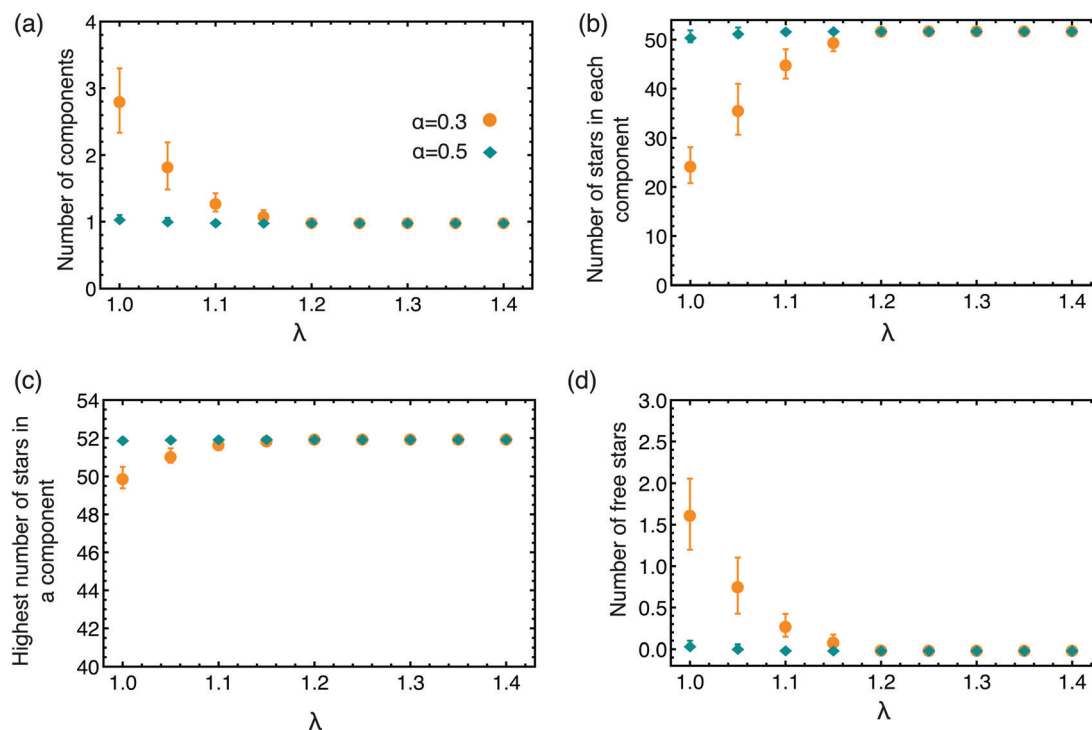 (a)
Number of components
4
3
2
1
0
α=0.3
α=0.5
1.0 1.1 1.2 1.3 1.4
λ
(b)
Number of stars in each
component
50
40
30
20
10
0
1.0 1.1 1.2 1.3 1.4
λ
(c)
Highest number of stars in
a component
54
52
50
48
46
44
42
40
1.0 1.1 1.2 1.3 1.4
λ
(d)
Number of free stars
3.0
2.5
2.0
1.5
1.0
0.5
0.0
1.0 1.1 1.2 1.3 1.4
λ